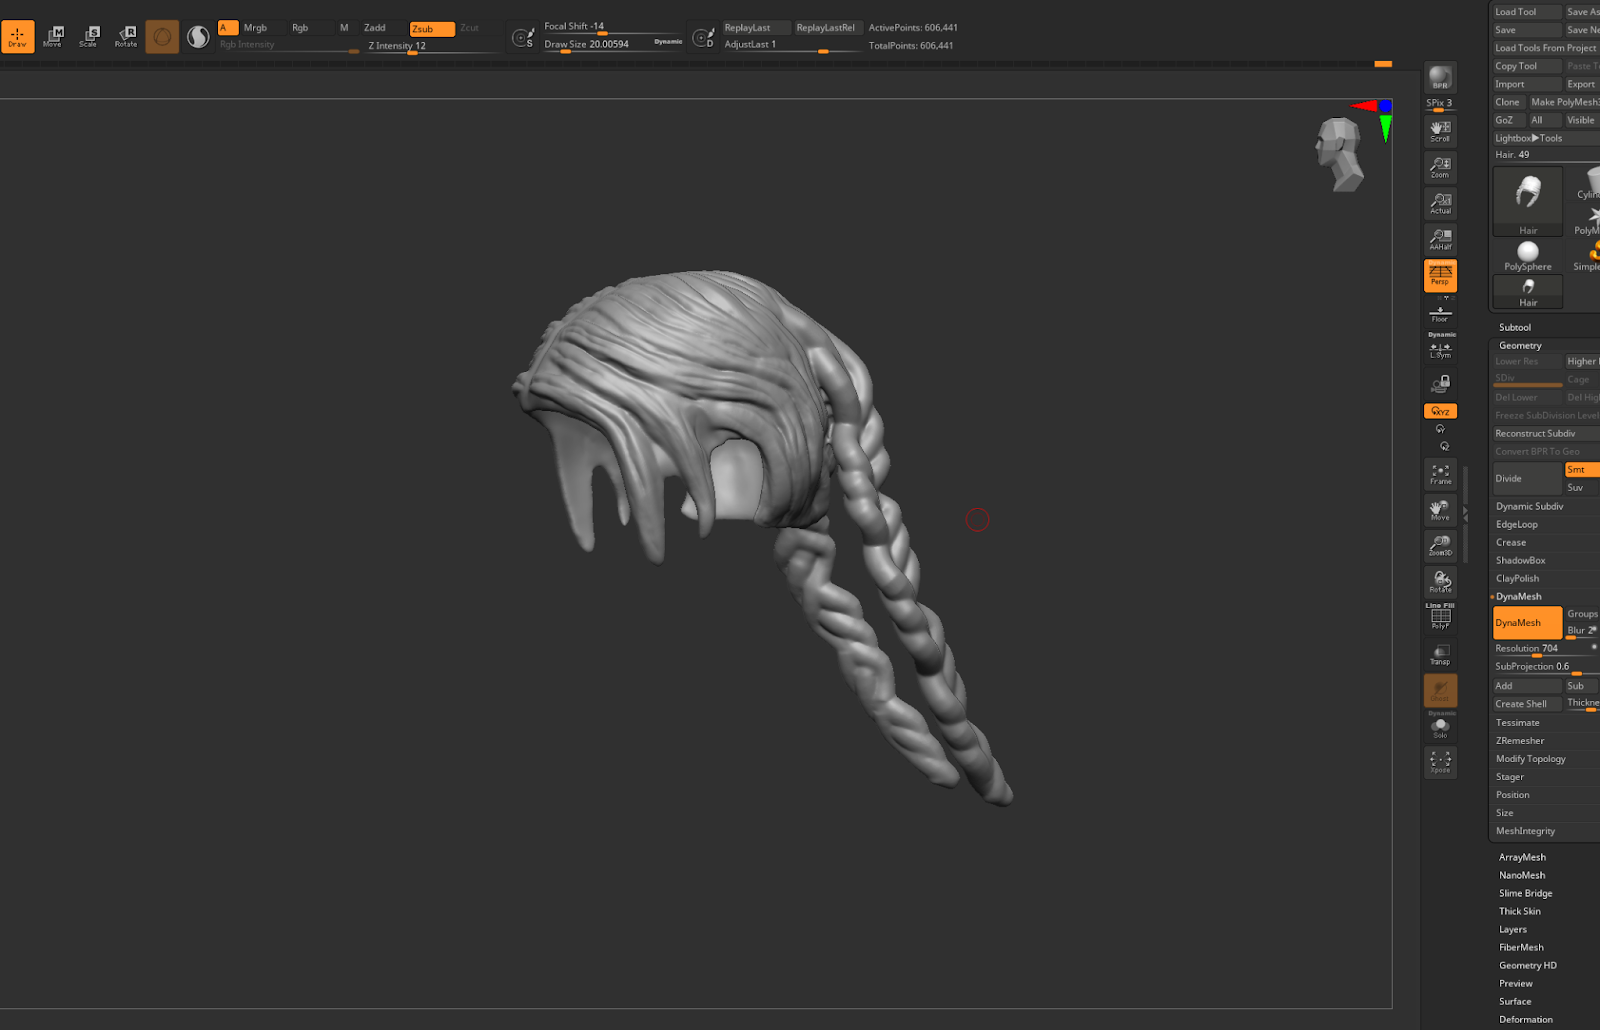 Draw
Move
Scale
Rotate
A Mrgb Rgb M Zadd Zsub Zcut
Rgb Intensity Z Intensity 12
Focal Shift -14
Draw Size 20.00594 Dynamic
S
D
ReplayLast ReplayLastRel ActivePoints: 606,441
AdjustLast 1 TotalPoints: 606,441
BPR
SPix 3
Scroll
Zoom
Actual
AAHalf
Dynamic
Persp
Floor
Dynamic
L.Sym
XYZ
Frame
Move
Zoom3D
Rotate
Line Fill
PolyF
Transp
Ghost
Dynamic
Solo
Xpose
Load Tool Save As
Save Save Ne
Load Tools From Project
Copy Tool Paste T
Import Export
Clone Make PolyMesh3
GoZ All Visible
Lightbox▶Tools
Hair. 49
Hair
Cylin
PolyM
PolySphere
Simple
Hair
Subtool
Geometry
Lower Res Higher
SDiv Cage
Del Lower Del Hig
Freeze SubDivision Level
Reconstruct Subdiv
Convert BPR To Geo
Divide Smt
Suv
Dynamic Subdiv
EdgeLoop
Crease
ShadowBox
ClayPolish
DynaMesh
DynaMesh Groups
Blur 2
Resolution 704
SubProjection 0.6
Add Sub
Create Shell Thickne
Tessimate
ZRemesher
Modify Topology
Stager
Position
Size
MeshIntegrity
ArrayMesh
NanoMesh
Slime Bridge
Thick Skin
Layers
FiberMesh
Geometry HD
Preview
Surface
Deformation